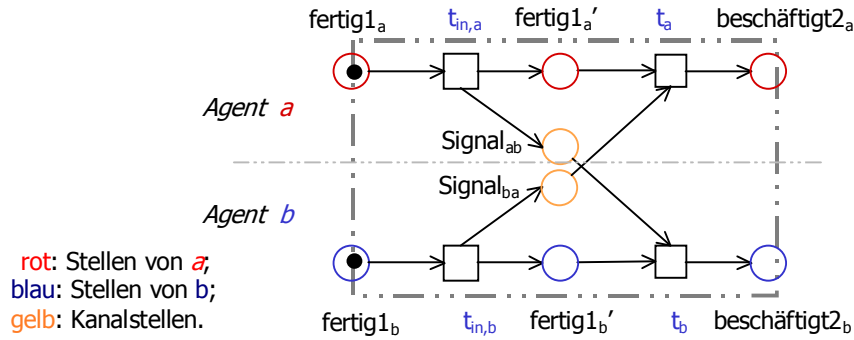 fertig1a tin,a fertig1a′ ta beschäftigt2a
Agent a
Signalab
Signalba
Agent b
rot: Stellen von a;
blau: Stellen von b;
gelb: Kanalstellen.
fertig1b tin,b fertig1b′ tb beschäftigt2b